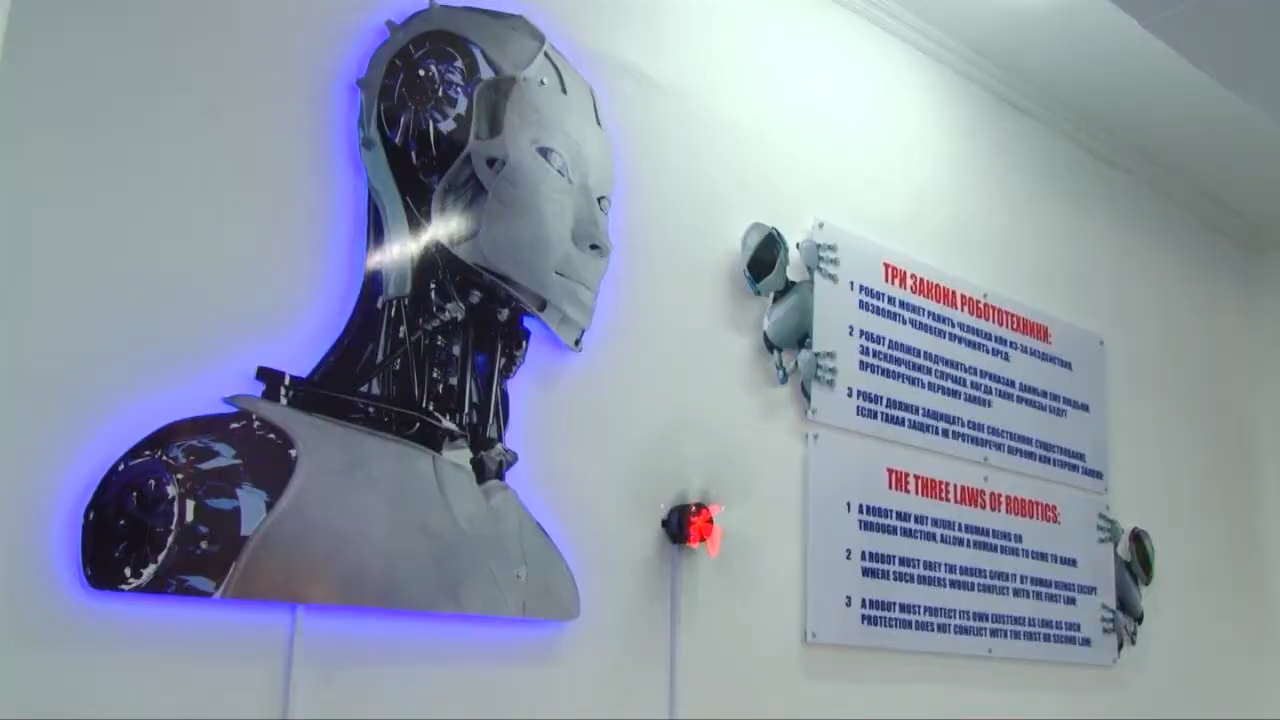 ТРИ ЗАКОНА РОБОТОТЕХНИКИ:
1 РОБОТ НЕ МОЖЕТ РАНИТЬ ЧЕЛОВЕКА ИЛИ ИЗ-ЗА БЕЗДЕЙСТВИЯ,
ПОЗВОЛЯТЬ ЧЕЛОВЕКУ ПРИЧИНЯТЬ ВРЕД;
2 РОБОТ ДОЛЖЕН ПОДЧИНЯТЬСЯ ПРИКАЗАМ, ДАННЫМ ЕМУ ЛЮДЬМИ,
ЗА ИСКЛЮЧЕНИЕМ СЛУЧАЕВ, КОГДА ТАКИЕ ПРИКАЗЫ БУДУТ
ПРОТИВОРЕЧИТЬ ПЕРВОМУ ЗАКОНУ;
3 РОБОТ ДОЛЖЕН ЗАЩИЩАТЬ СВОЕ СОБСТВЕННОЕ СУЩЕСТВОВАНИЕ,
ЕСЛИ ТАКАЯ ЗАЩИТА НЕ ПРОТИВОРЕЧИТ ПЕРВОМУ ИЛИ ВТОРОМУ ЗАКОНУ
THE THREE LAWS OF ROBOTICS:
1 A ROBOT MAY NOT INJURE A HUMAN BEING OR
THROUGH INACTION, ALLOW A HUMAN BEING TO COME TO HARM;
2 A ROBOT MUST OBEY THE ORDERS GIVEN IT BY HUMAN BEINGS EXCEPT
WHERE SUCH ORDERS WOULD CONFLICT WITH THE FIRST LAW;
3 A ROBOT MOST PROTECT ITS OWN EXISTENCE AS LONG AS SUCH
PROTECTION DOES NOT CONFLICT WITH THE FIRST OR SECOND LAW;